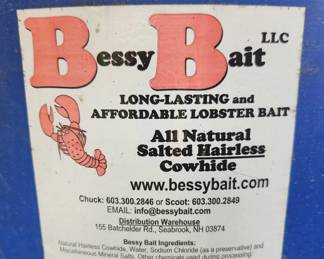 Bessy Bait LLC
LONG-LASTING and
AFFORDABLE LOBSTER BAIT
All Natural
Salted Hairless
Cowhide
www.bessybait.com
Chuck: 603.300.2846 or Scoot: 603.300.2849
EMAIL: info@bessybait.com
Distribution Warehouse
155 Batchelder Rd., Seabrook, NH 03874
Bessy Bait Ingredients:
Natural Hairless Cowhide, Water, Sodium Chloride (as a preservative) and
Miscellaneous Mineral Salts. Other chemicals used during processing: